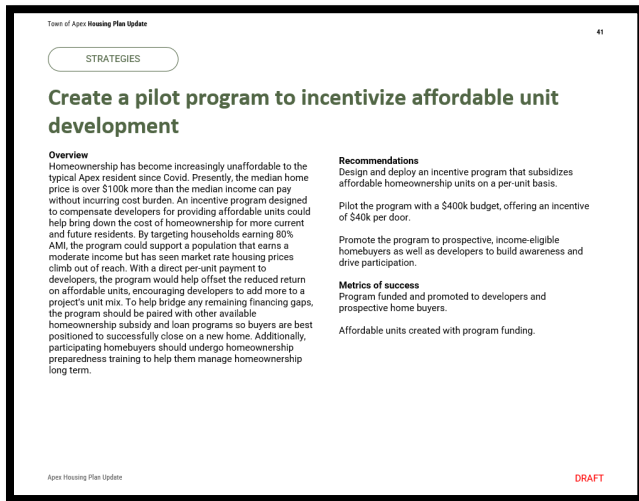 Town of Apex Housing Plan Update
41
STRATEGIES
Create a pilot program to incentivize affordable unit
development
Overview
Homeownership has become increasingly unaffordable to the
typical Apex resident since Covid. Presently, the median home
price is over $100k more than the median income can pay
without incurring cost burden. An incentive program designed
to compensate developers for providing affordable units could
help bring down the cost of homeownership for more current
and future residents. By targeting households earning 80%
AMI, the program could support a population that earns a
moderate income but has seen market rate housing prices
climb out of reach. With a direct per-unit payment to
developers, the program would help offset the reduced return
on affordable units, encouraging developers to add more to a
project's unit mix. To help bridge any remaining financing gaps,
the program should be paired with other available
homeownership subsidy and loan programs so buyers are best
positioned to successfully close on a new home. Additionally,
participating homebuyers should undergo homeownership
preparedness training to help them manage homeownership
long term.
Recommendations
Design and deploy an incentive program that subsidizes
affordable homeownership units on a per-unit basis.
Pilot the program with a $400k budget, offering an incentive
of $40k per door.
Promote the program to prospective, income-eligible
homebuyers as well as developers to build awareness and
drive participation.
Metrics of success
Program funded and promoted to developers and
prospective home buyers.
Affordable units created with program funding.
Apex Housing Plan Update
DRAFT